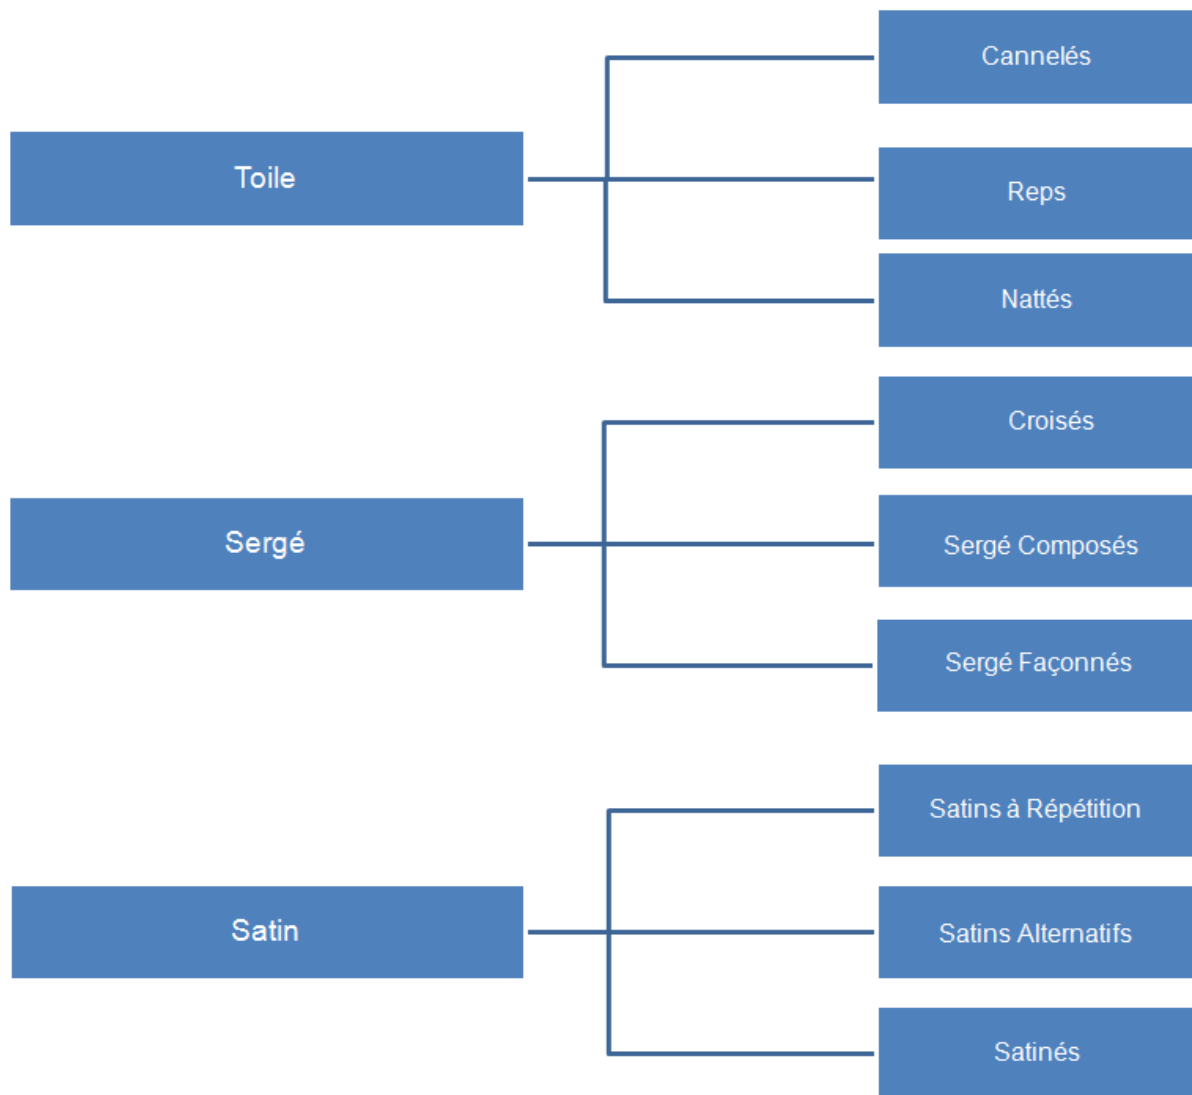 Toile
Cannelés
Reps
Nattés
Sergé
Croisés
Sergé Composés
Sergé Façonnés
Satin
Satins à Répétition
Satins Alternatifs
Satinés